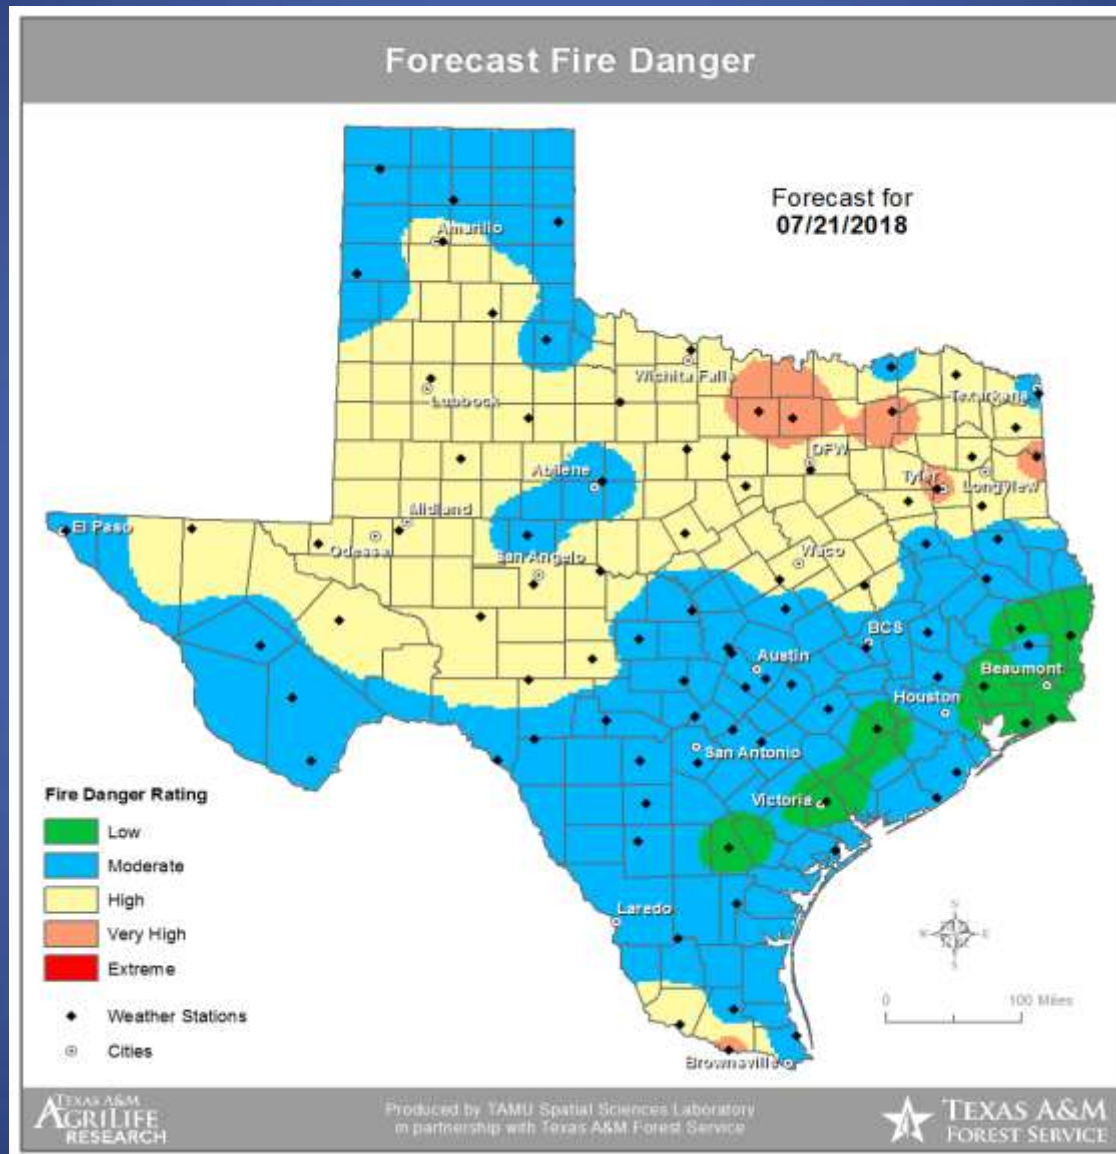 Forecast Fire Danger
Forecast for
07/21/2018
Amarillo
Wichita Falls
Lubbock
Texarkana
DFW
Abilene
Tyler
Longview
El Paso
Midland
Odessa
San Angelo
Waco
BCS
Austin
Beaumont
Houston
San Antonio
Victoria
Laredo
Brownsville
Fire Danger Rating
Low
Moderate
High
Very High
Extreme
Weather Stations
Cities
0 100 Miles
TEXAS A&M
AGRILIFE
RESEARCH
Produced by TAMU Spatial Sciences Laboratory
in partnership with Texas A&M Forest Service
TEXAS A&M
FOREST SERVICE